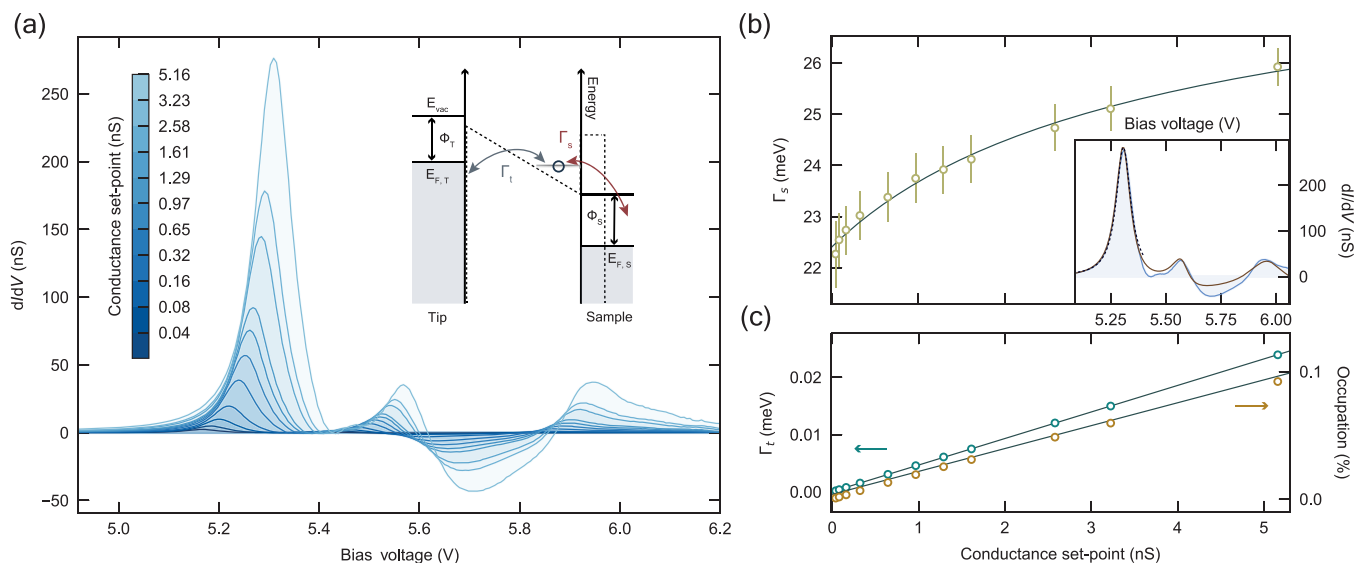 (a)
dI/dV (nS)
250
200
150
100
50
0
−50
5.0
5.2
5.4
5.6
5.8
6.0
6.2
Bias voltage (V)
Conductance set-point (nS)
5.16
3.23
2.58
1.61
1.29
0.97
0.65
0.32
0.16
0.08
0.04
E_vac
Φ_T
E_F, T
Γ_t
Γ_s
Energy
Φ_S
E_F, S
Tip
Sample
(b)
Γ_s (meV)
26
25
24
23
22
Bias voltage (V)
dI/dV (nS)
200
100
0
5.25
5.50
5.75
6.00
(c)
Γ_t (meV)
0.02
0.01
0.00
Occupation (%)
0.1
0.0
0
1
2
3
4
5
Conductance set-point (nS)